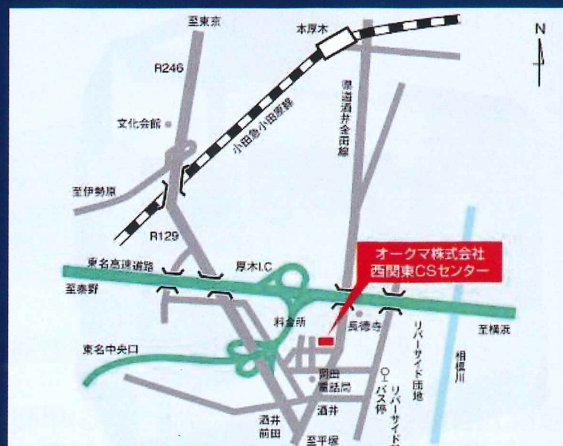 至東京
本厚木
N
R246
文化会館
小田急小田原線
県道酒井金田線
至伊勢原
R129
オークマ株式会社
西関東CSセンター
東名高速道路
厚木I.C
至秦野
料金所
長徳寺
至横浜
東名中央口
岡田
電話局
リバーサイド団地
相模川
バス停
リバーサイド
酒井
前田
酒井
至平塚